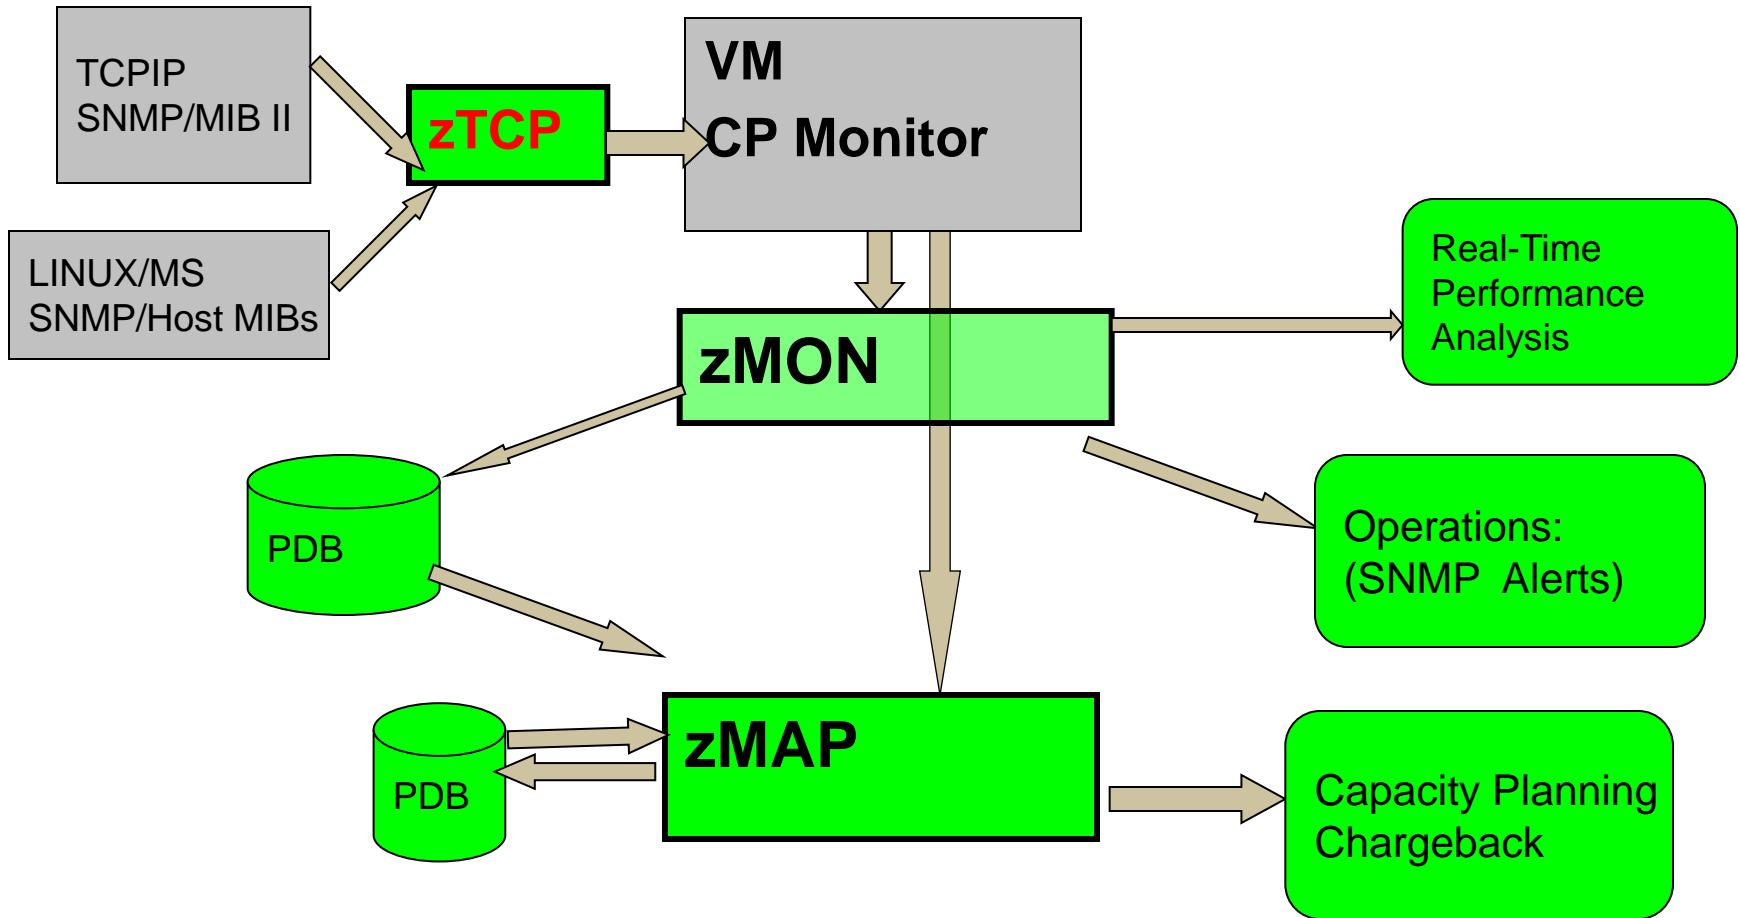 TCPIP
SNMP/MIB II
zTCP
VM
CP Monitor
LINUX/MS
SNMP/Host MIBs
Real-Time
Performance
Analysis
zMON
PDB
Operations:
(SNMP Alerts)
zMAP
PDB
Capacity Planning
Chargeback